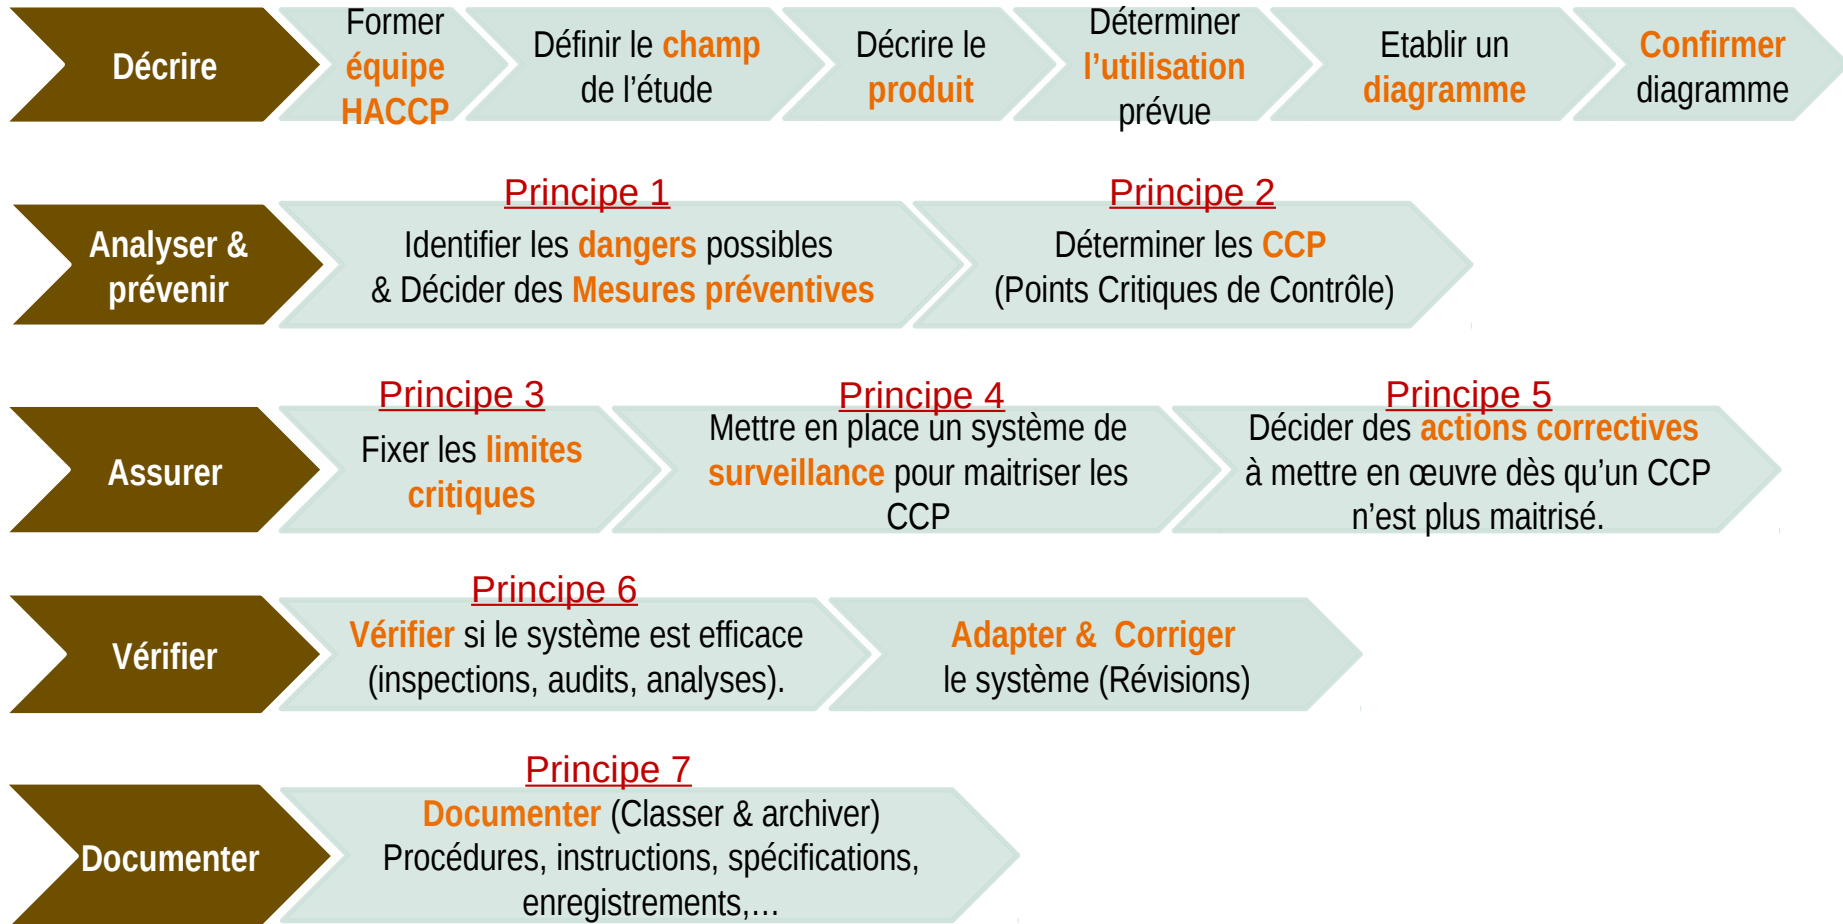 Décrire
Former
équipe
HACCP
Définir le champ
de l’étude
Décrire le
produit
Déterminer
l’utilisation
prévue
Etablir un
diagramme
Confirmer
diagramme
Analyser &
prévenir
Principe 1
Identifier les dangers possibles
& Décider des Mesures préventives
Principe 2
Déterminer les CCP
(Points Critiques de Contrôle)
Assurer
Principe 3
Fixer les limites
critiques
Principe 4
Mettre en place un système de
surveillance pour maitriser les
CCP
Principe 5
Décider des actions correctives
à mettre en œuvre dès qu’un CCP
n’est plus maitrisé.
Vérifier
Principe 6
Vérifier si le système est efficace
(inspections, audits, analyses).
Adapter & Corriger
le système (Révisions)
Documenter
Principe 7
Documenter (Classer & archiver)
Procédures, instructions, spécifications,
enregistrements,…